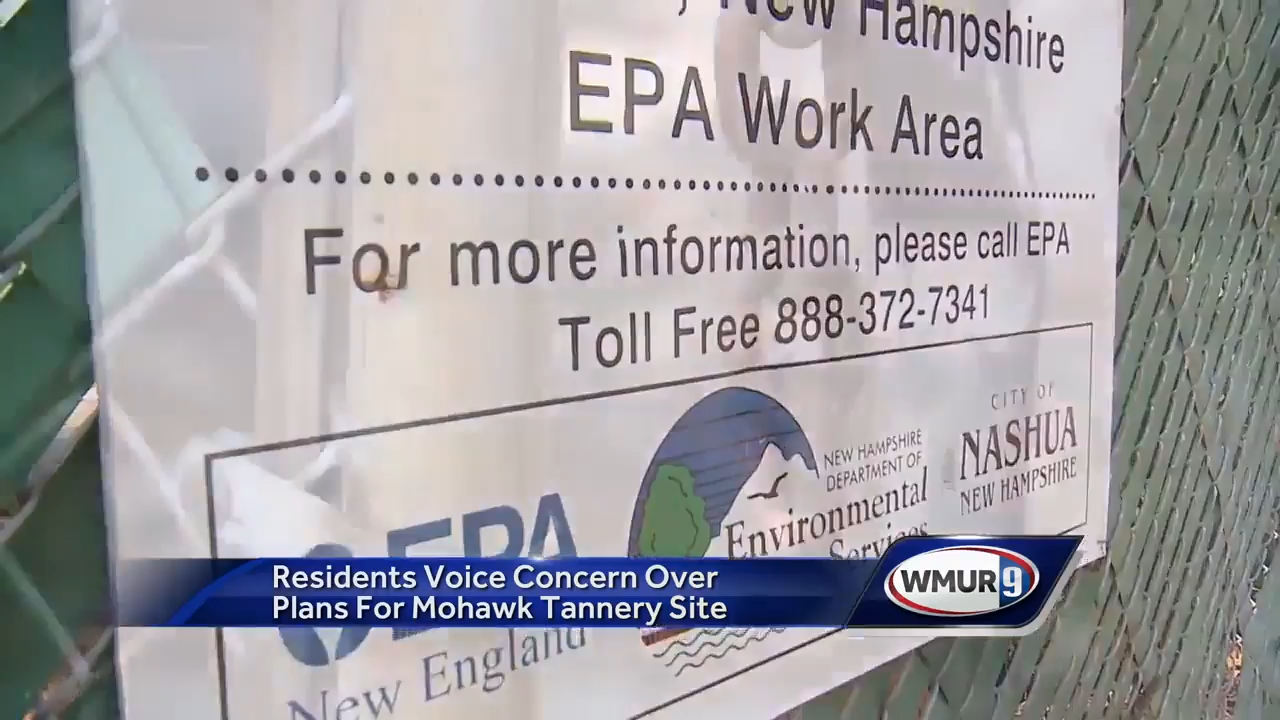 , New Hampshire
EPA Work Area
For more information, please call EPA
Toll Free 888-372-7341
EPA
New England
NEW HAMPSHIRE
DEPARTMENT OF
Environmental
Services
CITY OF
NASHUA
NEW HAMPSHIRE
Residents Voice Concern Over
Plans For Mohawk Tannery Site
WMUR 9